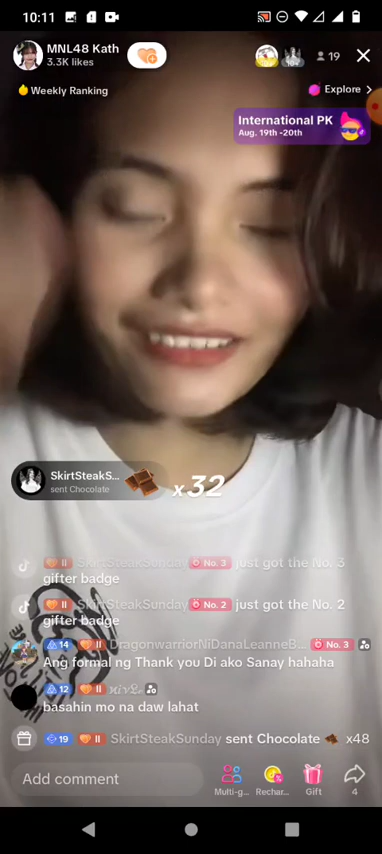 10:11
MNL48 Kath
3.3K likes
19
Weekly Ranking
Explore
International PK
Aug. 19th -20th
SkirtSteakS...
sent Chocolate
x32
II SkirtSteakSunday No. 3 just got the No. 3
gifter badge
II SkirtSteakSunday No. 2 just got the No. 2
gifter badge
14 II DragonwarriorNiDanaLeanneB... No. 3
Ang formal ng Thank you Di ako Sanay hahaha
12 II
basahin mo na daw lahat
19 II SkirtSteakSunday sent Chocolate x48
Add comment
Multi-g...
Rechar...
Gift
4